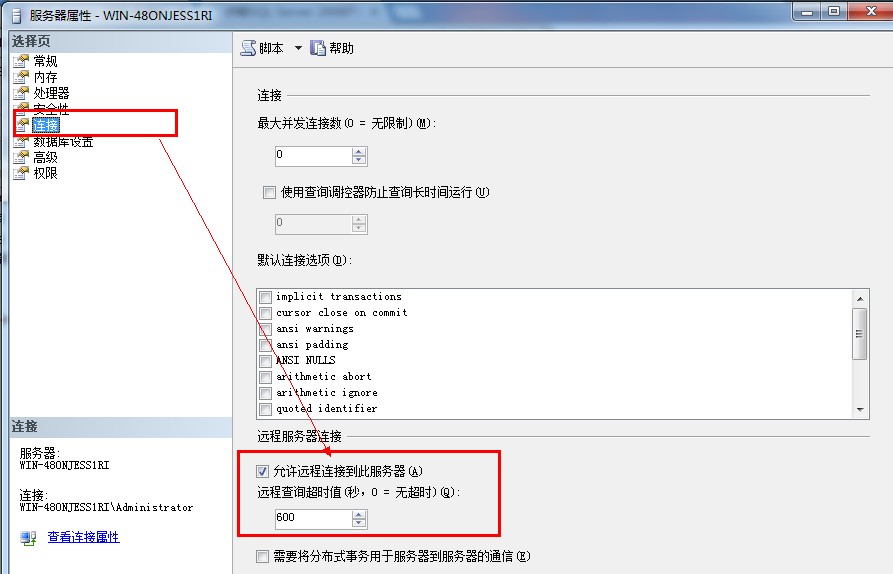 服务器属性 - WIN-48ONJESS1RI
选择页
常规
内存
处理器
安全性
连接
数据库设置
高级
权限
连接
服务器:
WIN-48ONJESS1RI
连接:
WIN-48ONJESS1RI\Administrator
查看连接属性
脚本 帮助
连接
最大并发连接数(0 = 无限制)(M):
0
使用查询调控器防止查询长时间运行(U)
0
默认连接选项(D):
implicit transactions
cursor close on commit
ansi warnings
ansi padding
ANSI NULLS
arithmetic abort
arithmetic ignore
quoted identifier
远程服务器连接
允许远程连接到此服务器(A)
远程查询超时值(秒，0 = 无超时)(Q):
600
需要将分布式事务用于服务器到服务器的通信(E)